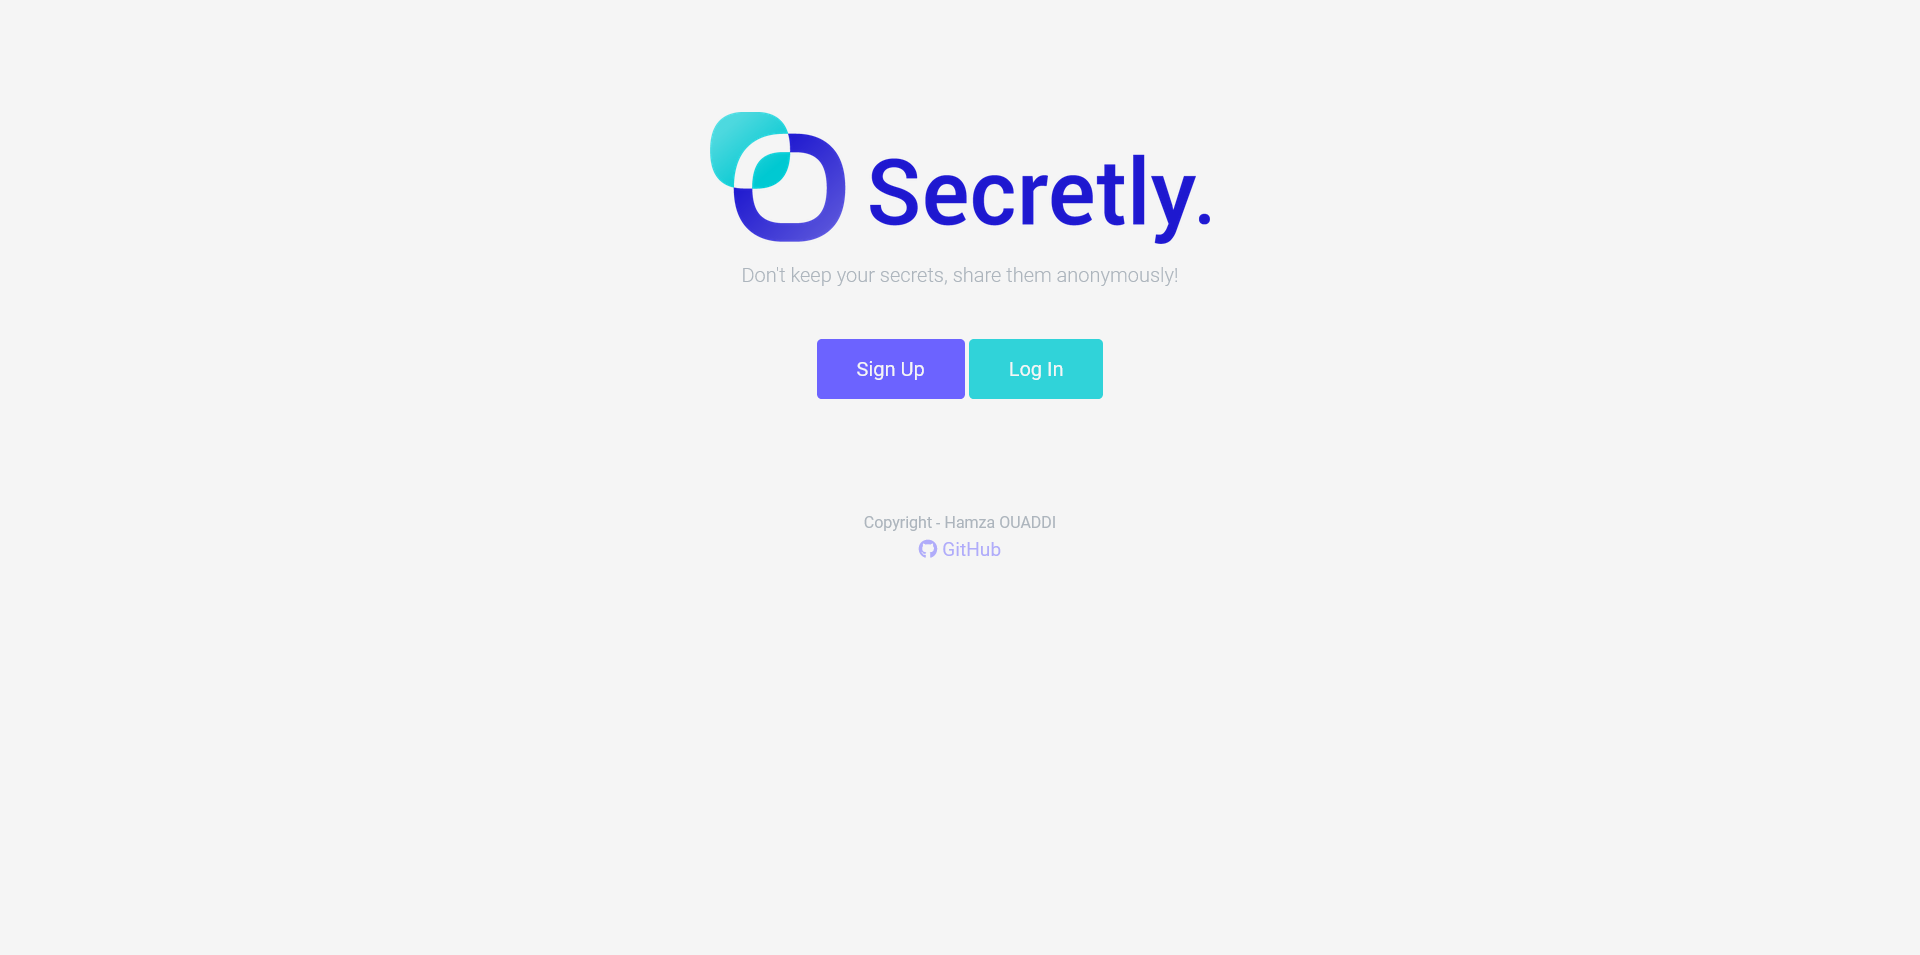 Secretly.
Don't keep your secrets, share them anonymously!
Sign Up Log In
Copyright - Hamza OUADDI
GitHub